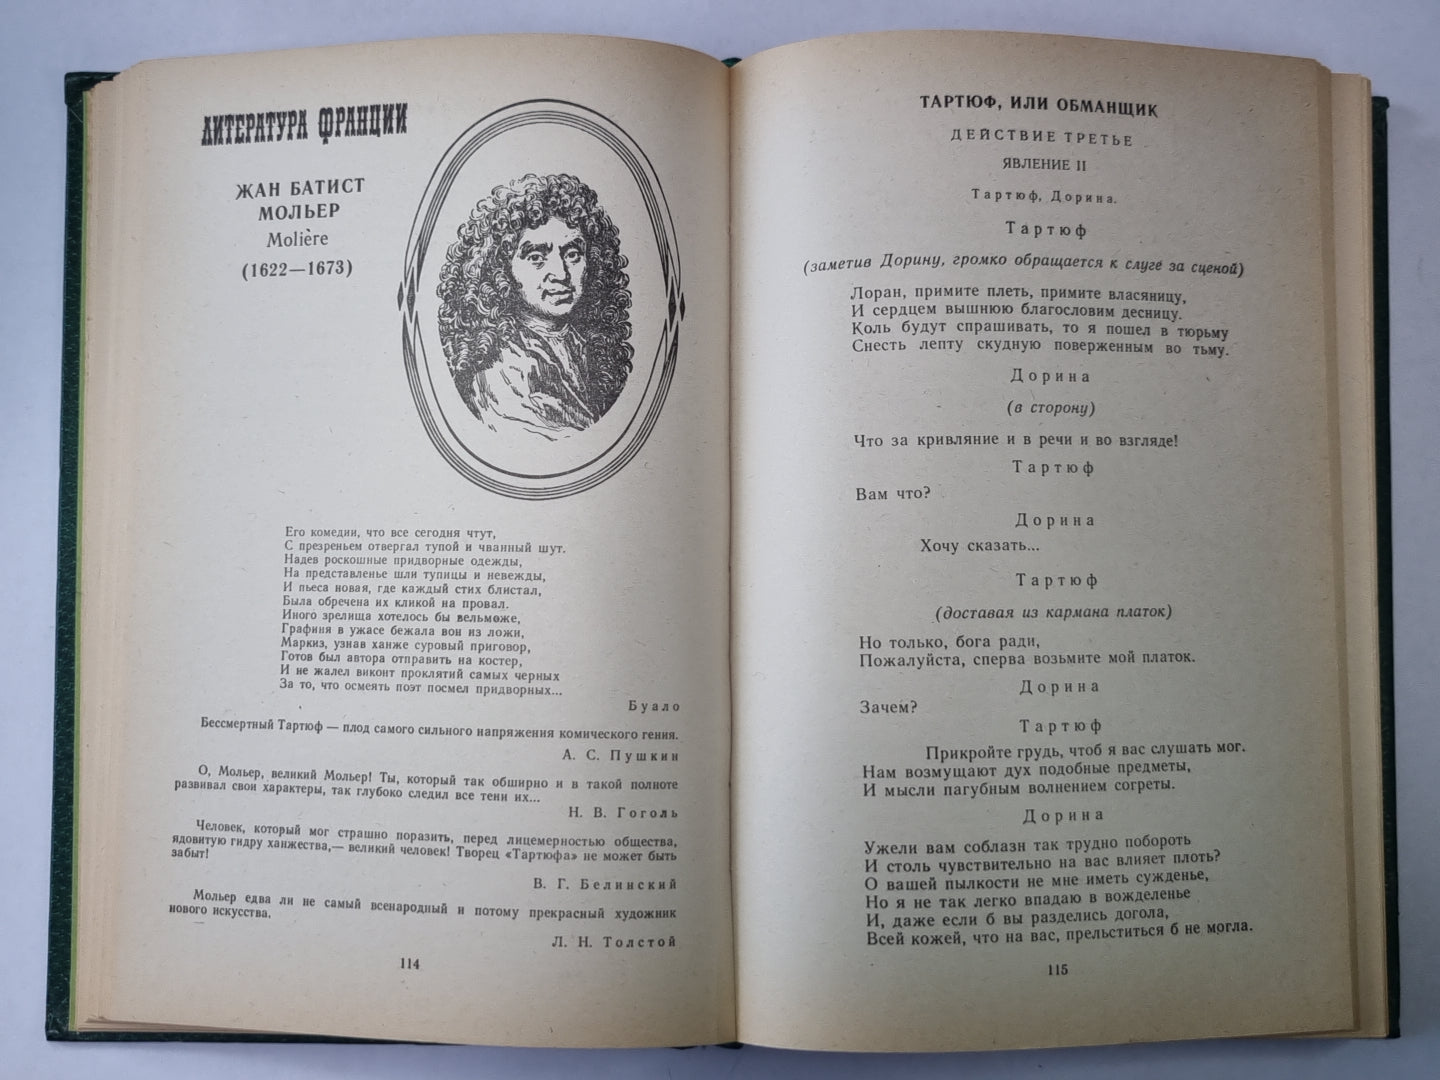 ЛИТЕРАТУРА ФРАНЦИИ
ЖАН БАТИСТ
МОЛЬЕР
Molière
(1622—1673)
Его комедии, что все сегодня чтут,
С презреньем отвергал тупой и чванный шут.
Надев роскошные придворные одежды,
На представленье шли тупицы и невежды,
И пьеса новая, где каждый стих блистал,
Была обречена их кликой на провал.
Иного зрелища хотелось бы вельможе,
Графиня в ужасе бежала вон из ложи,
Маркиз, узнав ханже суровый приговор,
Готов был автора отправить на костер,
И не жалел виконт проклятий самых черных
За то, что осмеять поэт посмел придворных...
Буало
Бессмертный Тартюф — плод самого сильного напряжения комического гения.
А. С. Пушкин
О, Мольер, великий Мольер! Ты, который так обширно и в такой полноте
развивал свои характеры, так глубоко следил все тени их...
Н. В. Гоголь
Человек, который мог страшно поразить, перед лицемерностью общества,
ядовитую гидру ханжества,— великий человек! Творец «Тартюфа» не может быть
забыт!
В. Г. Белинский
Мольер едва ли не самый всенародный и потому прекрасный художник
нового искусства.
Л. Н. Толстой
114
ТАРТЮФ, ИЛИ ОБМАНЩИК
ДЕЙСТВИЕ ТРЕТЬЕ
ЯВЛЕНИЕ II
Тартюф, Дорина.
Тартюф
(заметив Дорину, громко обращается к слуге за сценой)
Лоран, примите плеть, примите власяницу,
И сердцем вышнюю благословим десницу.
Коль будут спрашивать, то я пошел в тюрьму
Снесть лепту скудную поверженным во тьму.
Дорина
(в сторону)
Что за кривляние и в речи и во взгляде!
Тартюф
Вам что?
Дорина
Хочу сказать...
Тартюф
(доставая из кармана платок)
Но только, бога ради,
Пожалуйста, сперва возьмите мой платок.
Дорина
Зачем?
Тартюф
Прикройте грудь, чтоб я вас слушать мог.
Нам возмущают дух подобные предметы,
И мысли пагубным волнением согреты.
Дорина
Ужели вам соблазн так трудно побороть
И столь чувствительно на вас влияет плоть?
О вашей пылкости не мне иметь сужденье,
Но я не так легко впадаю в вожделенье
И, даже если б вы разделись догола,
Всей кожей, что на вас, прельститься б не могла.
115